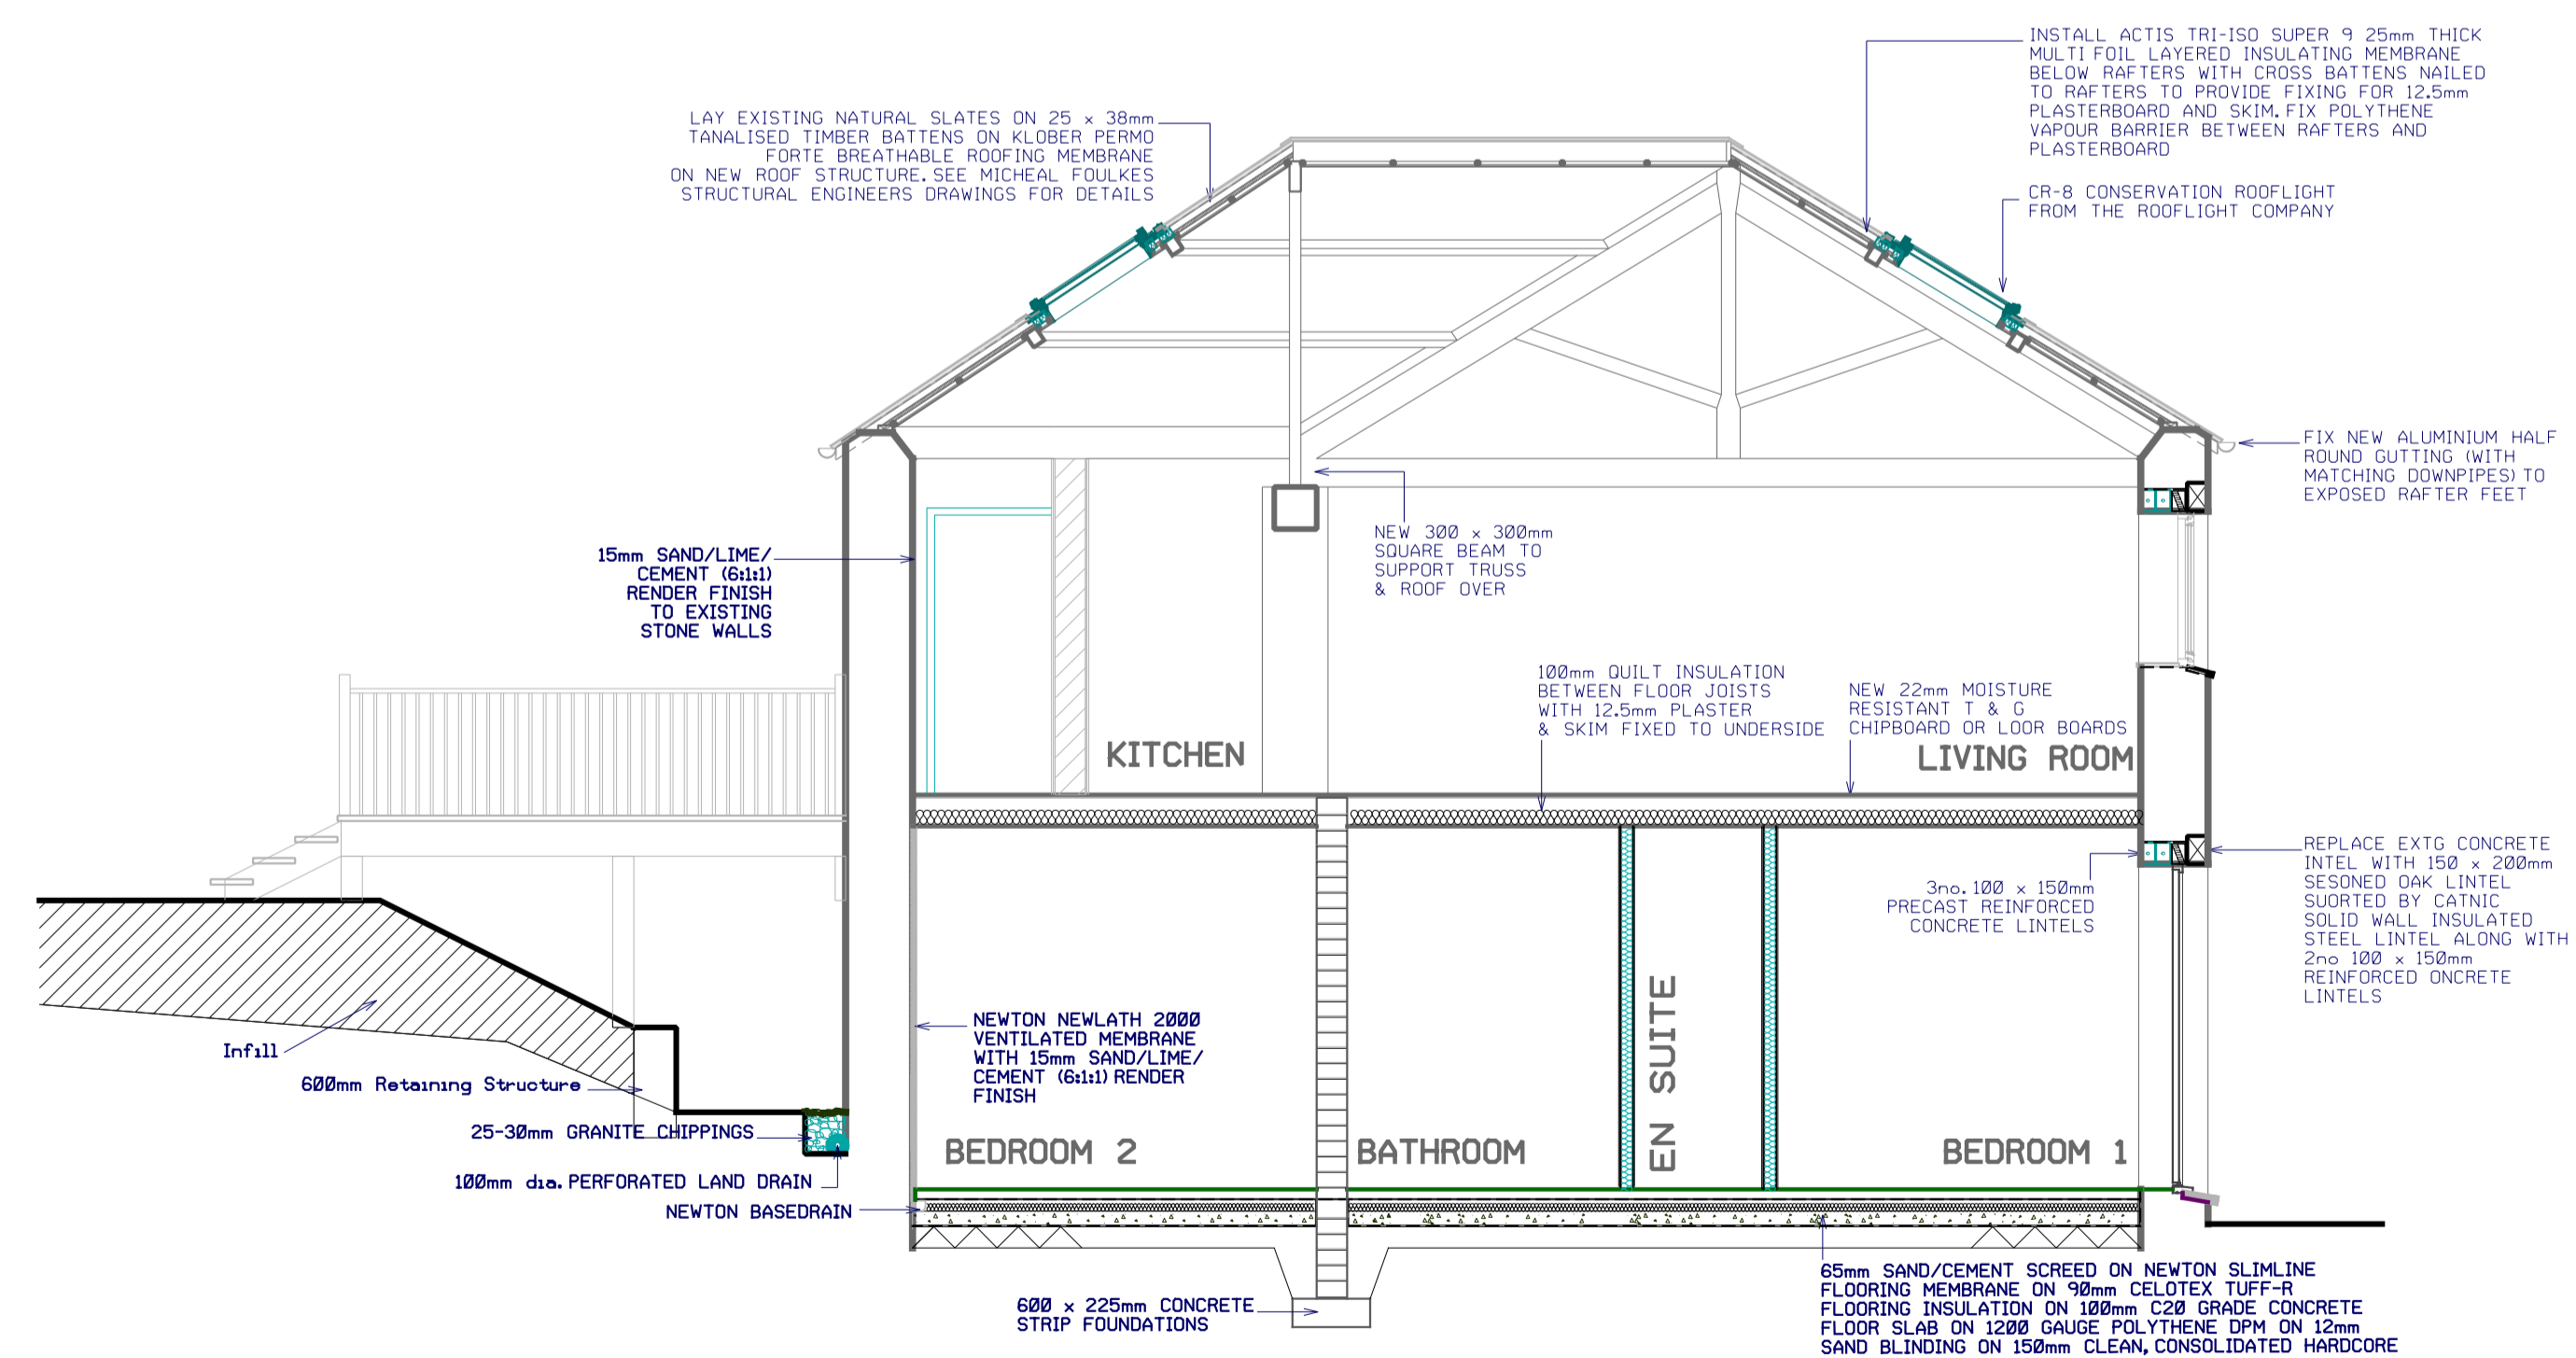 INSTALL ACTIS TRI-ISO SUPER 9 25mm THICK
MULTI FOIL LAYERED INSULATING MEMBRANE
BELOW RAFTERS WITH CROSS BATTENS NAILED
TO RAFTERS TO PROVIDE FIXING FOR 12.5mm
PLASTERBOARD AND SKIM. FIX POLYTHENE
VAPOUR BARRIER BETWEEN RAFTERS AND
PLASTERBOARD
LAY EXISTING NATURAL SLATES ON 25 x 38mm
TANALISED TIMBER BATTENS ON KLOBER PERMO
FORTE BREATHABLE ROOFING MEMBRANE
ON NEW ROOF STRUCTURE. SEE MICHEAL FOULKES
STRUCTURAL ENGINEERS DRAWINGS FOR DETAILS
CR-8 CONSERVATION ROOFLIGHT
FROM THE ROOFLIGHT COMPANY
FIX NEW ALUMINIUM HALF
ROUND GUTTING (WITH
MATCHING DOWNPIPES) TO
EXPOSED RAFTER FEET
NEW 300 x 300mm
SQUARE BEAM TO
SUPPORT TRUSS
& ROOF OVER
15mm SAND/LIME/
CEMENT (6:1:1)
RENDER FINISH
TO EXISTING
STONE WALLS
100mm QUILT INSULATION
BETWEEN FLOOR JOISTS
WITH 12.5mm PLASTER
& SKIM FIXED TO UNDERSIDE
NEW 22mm MOISTURE
RESISTANT T & G
CHIPBOARD OR LOOR BOARDS
KITCHEN
LIVING ROOM
REPLACE EXTG CONCRETE
INTEL WITH 150 x 200mm
SESONED OAK LINTEL
SUORTED BY CATNIC
SOLID WALL INSULATED
STEEL LINTEL ALONG WITH
2no 100 x 150mm
REINFORCED ONCRETE
LINTELS
3no. 100 x 150mm
PRECAST REINFORCED
CONCRETE LINTELS
NEWTON NEWLATH 2000
VENTILATED MEMBRANE
WITH 15mm SAND/LIME/
CEMENT (6:1:1) RENDER
FINISH
Infill
600mm Retaining Structure
25-30mm GRANITE CHIPPINGS
100mm dia. PERFORATED LAND DRAIN
NEWTON BASEDRAIN
BEDROOM 2
BATHROOM
EN SUITE
BEDROOM 1
600 x 225mm CONCRETE
STRIP FOUNDATIONS
65mm SAND/CEMENT SCREED ON NEWTON SLIMLINE
FLOORING MEMBRANE ON 90mm CELOTEX TUFF-R
FLOORING INSULATION ON 100mm C20 GRADE CONCRETE
FLOOR SLAB ON 1200 GAUGE POLYTHENE DPM ON 12mm
SAND BLINDING ON 150mm CLEAN, CONSOLIDATED HARDCORE